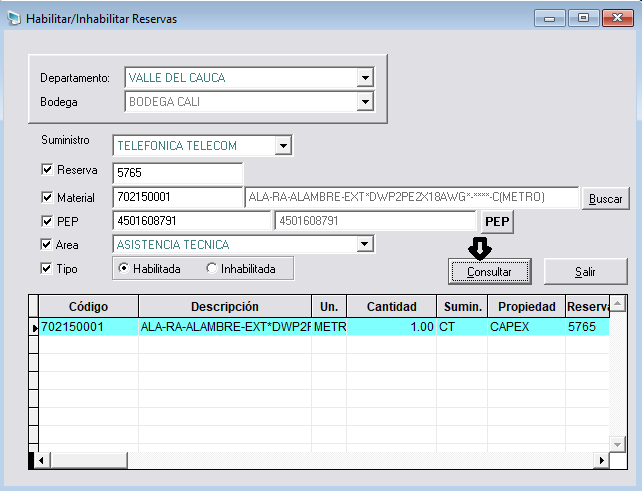 Habilitar/Inhabilitar Reservas
Departamento: VALLE DEL CAUCA
Bodega BODEGA CALI
Suministro TELEFONICA TELECOM
Reserva 5765
Material 702150001 ALA-RA-ALAMBRE-EXT*DWP2PE2X18AWG*-****-C(METRO) Buscar
PEP 4501608791 4501608791 PEP
Area ASISTENCIA TECNICA
Tipo Habilitada Inhabilitada Consultar Salir
Código Descripción Un. Cantidad Sumin. Propiedad Reserva
702150001 ALA-RA-ALAMBRE-EXT*DWP2F METR 1.00 CT CAPEX 5765